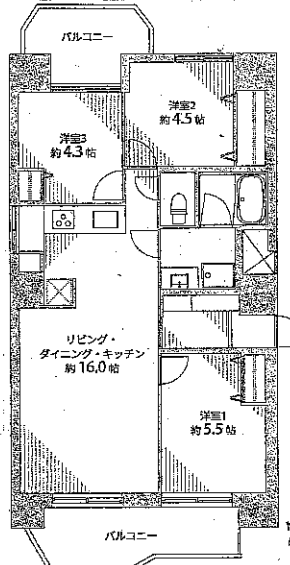 バルコニー
洋室2
約4.5帖
洋室3
約4.3帖
リビング・
ダイニング・キッチン
約16.0帖
洋室1
約5.5帖
バルコニー